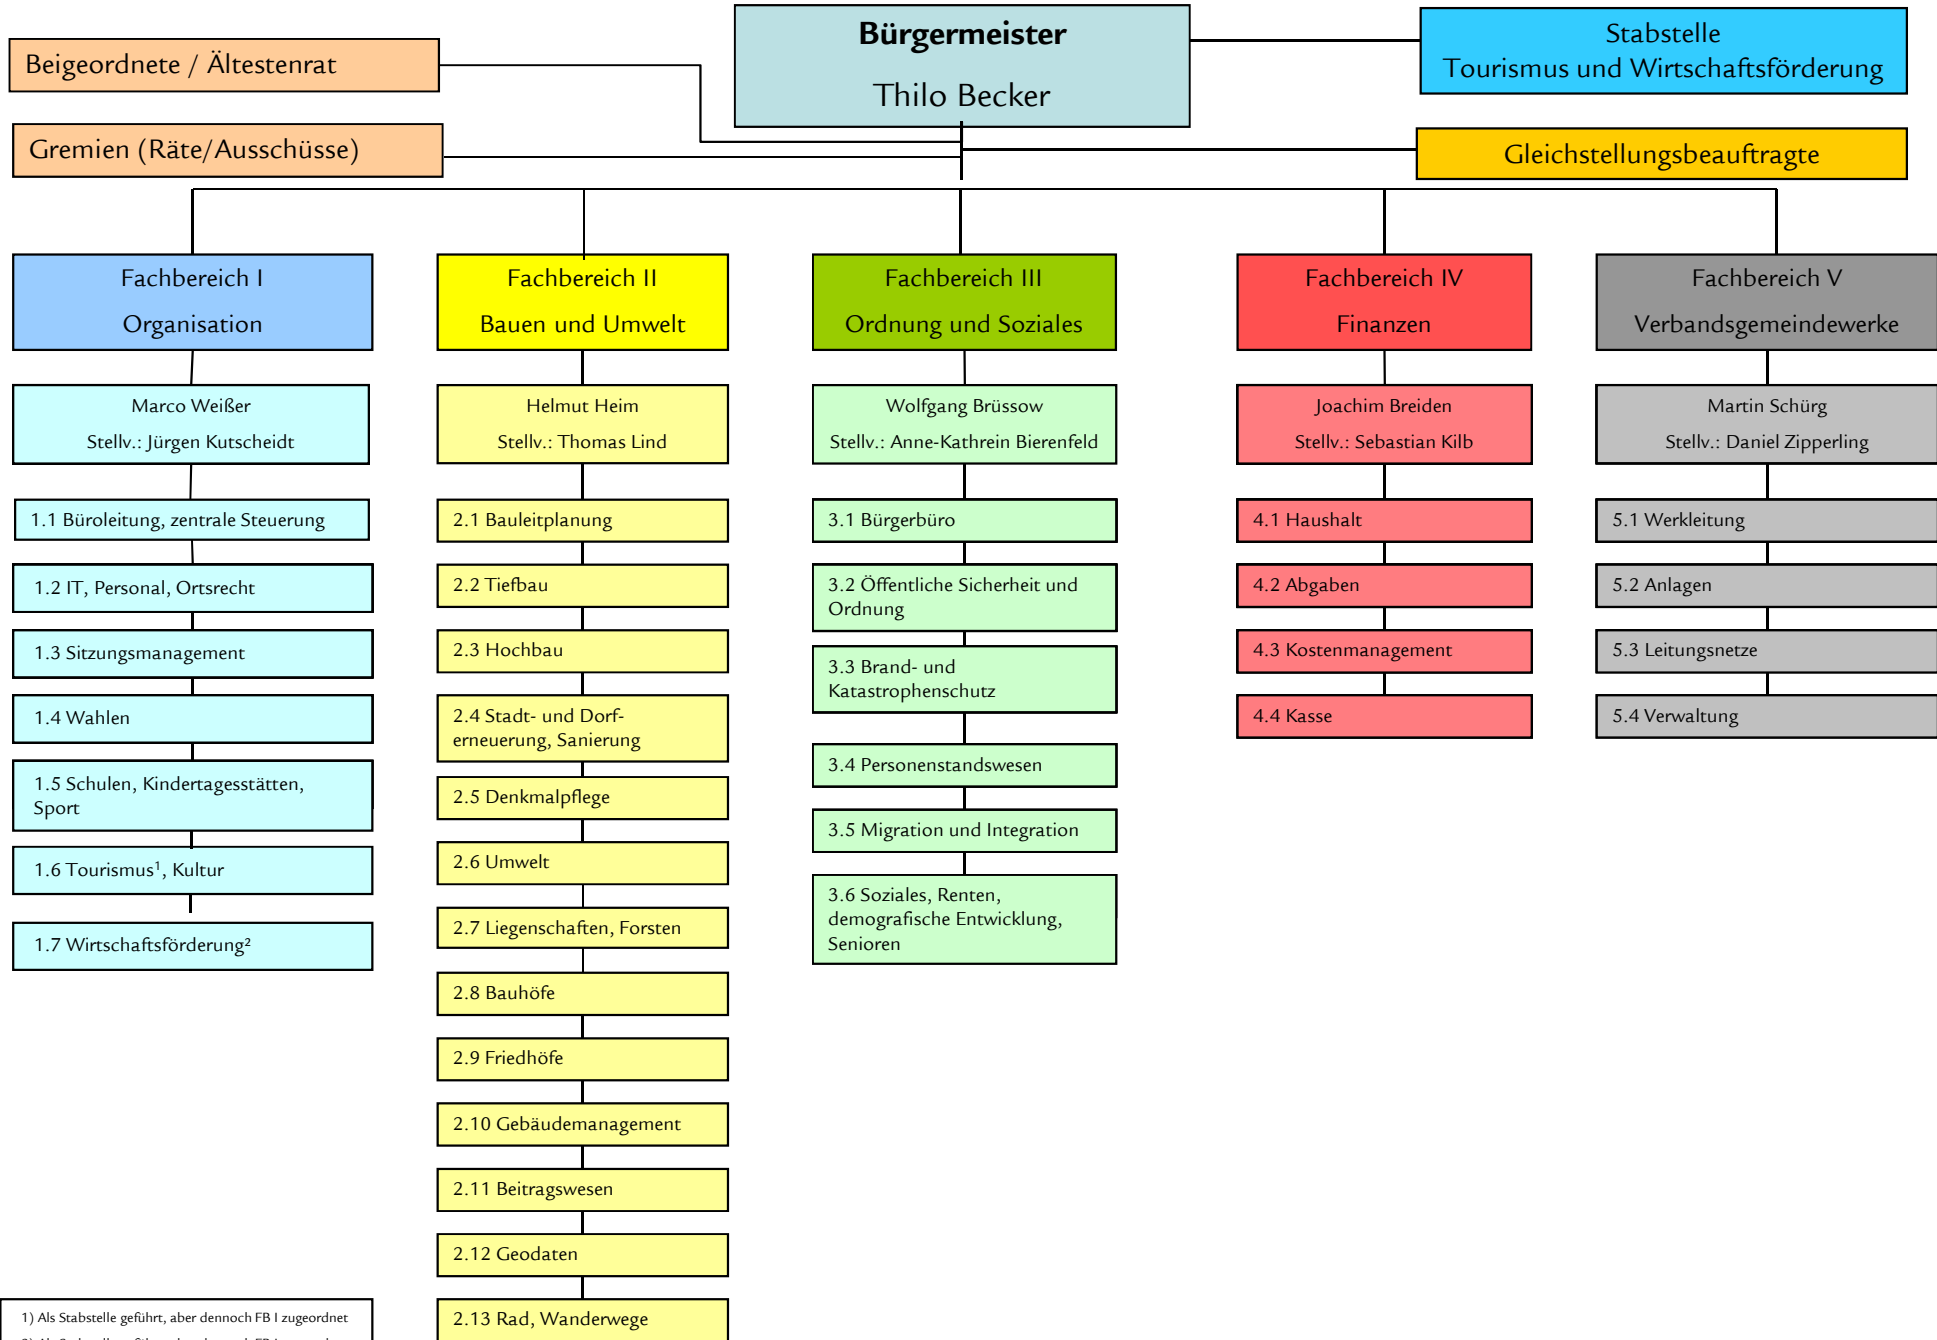 Bürgermeister
Thilo Becker
Beigeordnete / Ältestenrat
Gremien (Räte/Ausschüsse)
Stabstelle
Tourismus und Wirtschaftsförderung
Gleichstellungsbeauftragte
Fachbereich I
Organisation
Marco Weißer
Stellv.: Jürgen Kutscheidt
1.1 Büroleitung, zentrale Steuerung
1.2 IT, Personal, Ortsrecht
1.3 Sitzungsmanagement
1.4 Wahlen
1.5 Schulen, Kindertagesstätten,
Sport
1.6 Tourismus¹, Kultur
1.7 Wirtschaftsförderung²
Fachbereich II
Bauen und Umwelt
Helmut Heim
Stellv.: Thomas Lind
2.1 Bauleitplanung
2.2 Tiefbau
2.3 Hochbau
2.4 Stadt- und Dorf-
erneuerung, Sanierung
2.5 Denkmalpflege
2.6 Umwelt
2.7 Liegenschaften, Forsten
2.8 Bauhöfe
2.9 Friedhöfe
2.10 Gebäudemanagement
2.11 Beitragswesen
2.12 Geodaten
2.13 Rad, Wanderwege
Fachbereich III
Ordnung und Soziales
Wolfgang Brüssow
Stellv.: Anne-Kathrein Bierenfeld
3.1 Bürgerbüro
3.2 Öffentliche Sicherheit und
Ordnung
3.3 Brand- und
Katastrophenschutz
3.4 Personenstandswesen
3.5 Migration und Integration
3.6 Soziales, Renten,
demografische Entwicklung,
Senioren
Fachbereich IV
Finanzen
Joachim Breiden
Stellv.: Sebastian Kilb
4.1 Haushalt
4.2 Abgaben
4.3 Kostenmanagement
4.4 Kasse
Fachbereich V
Verbandsgemeindewerke
Martin Schürg
Stellv.: Daniel Zipperling
5.1 Werkleitung
5.2 Anlagen
5.3 Leitungsnetze
5.4 Verwaltung
1) Als Stabstelle geführt, aber dennoch FB I zugeordnet